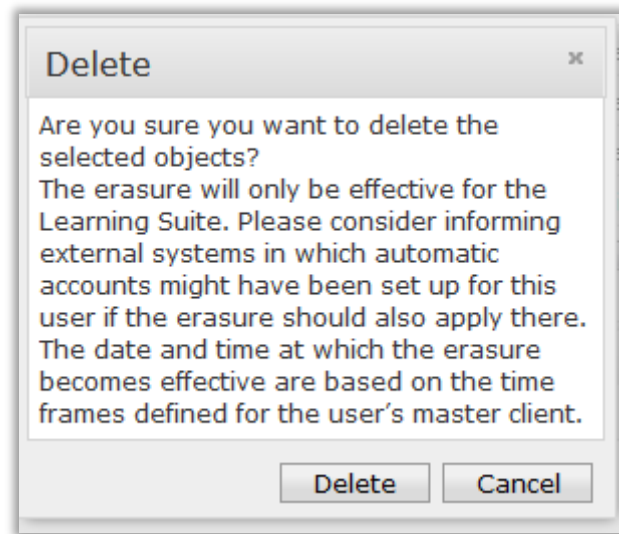 Delete
Are you sure you want to delete the
selected objects?
The erasure will only be effective for the
Learning Suite. Please consider informing
external systems in which automatic
accounts might have been set up for this
user if the erasure should also apply there.
The date and time at which the erasure
becomes effective are based on the time
frames defined for the user’s master client.
Delete Cancel